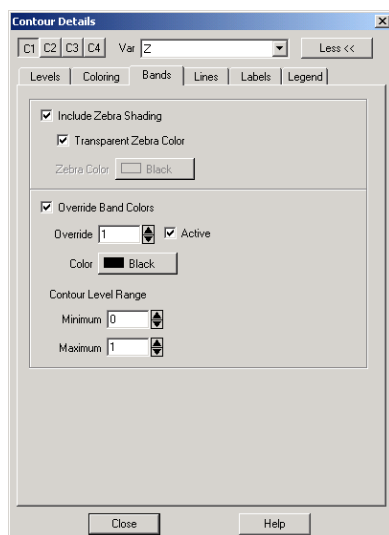 Contour Details
C1 C2 C3 C4 Var Z Less <<
Levels Coloring Bands Lines Labels Legend
Include Zebra Shading
Transparent Zebra Color
Zebra Color Black
Override Band Colors
Override 1 Active
Color Black
Contour Level Range
Minimum 0
Maximum 1
Close Help